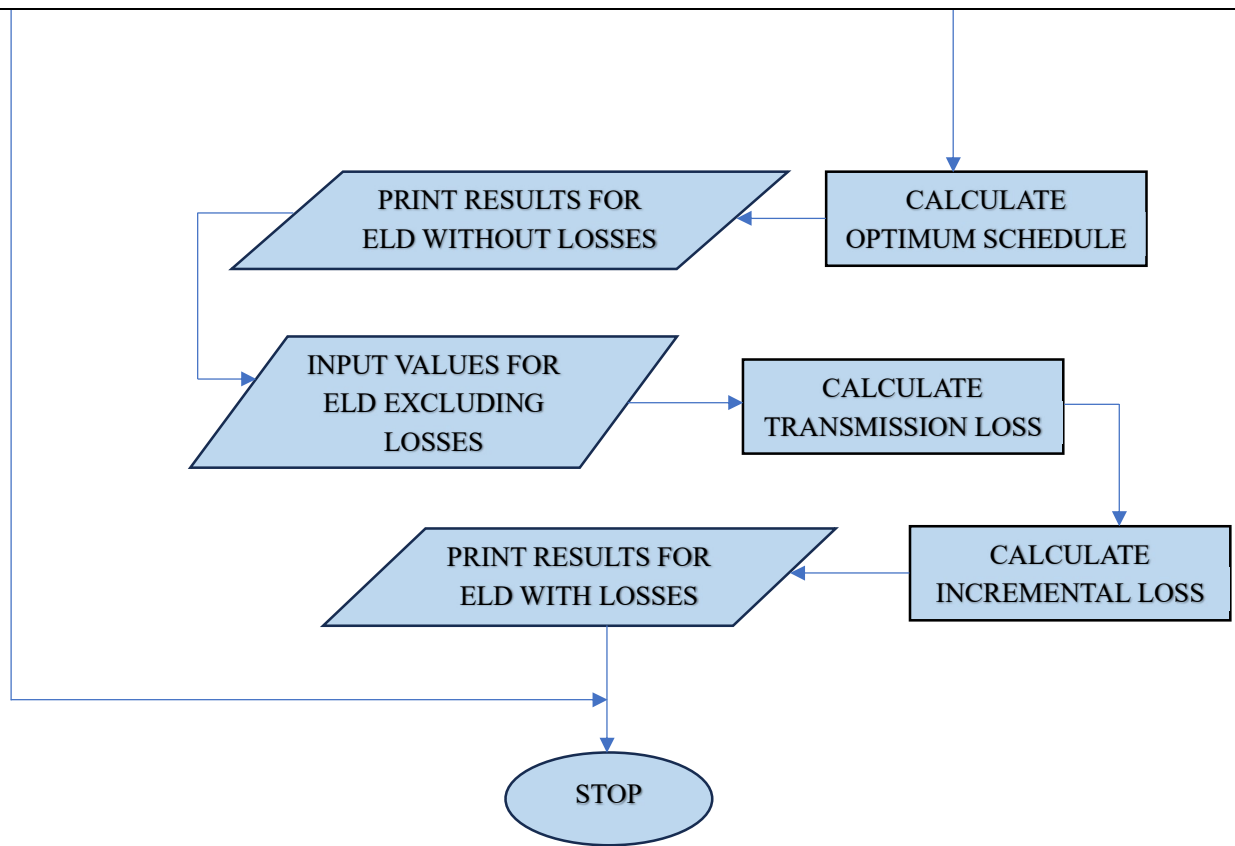 CALCULATE
OPTIMUM SCHEDULE
PRINT RESULTS FOR
ELD WITHOUT LOSSES
INPUT VALUES FOR
ELD EXCLUDING
LOSSES
CALCULATE
TRANSMISSION LOSS
CALCULATE
INCREMENTAL LOSS
PRINT RESULTS FOR
ELD WITH LOSSES
STOP